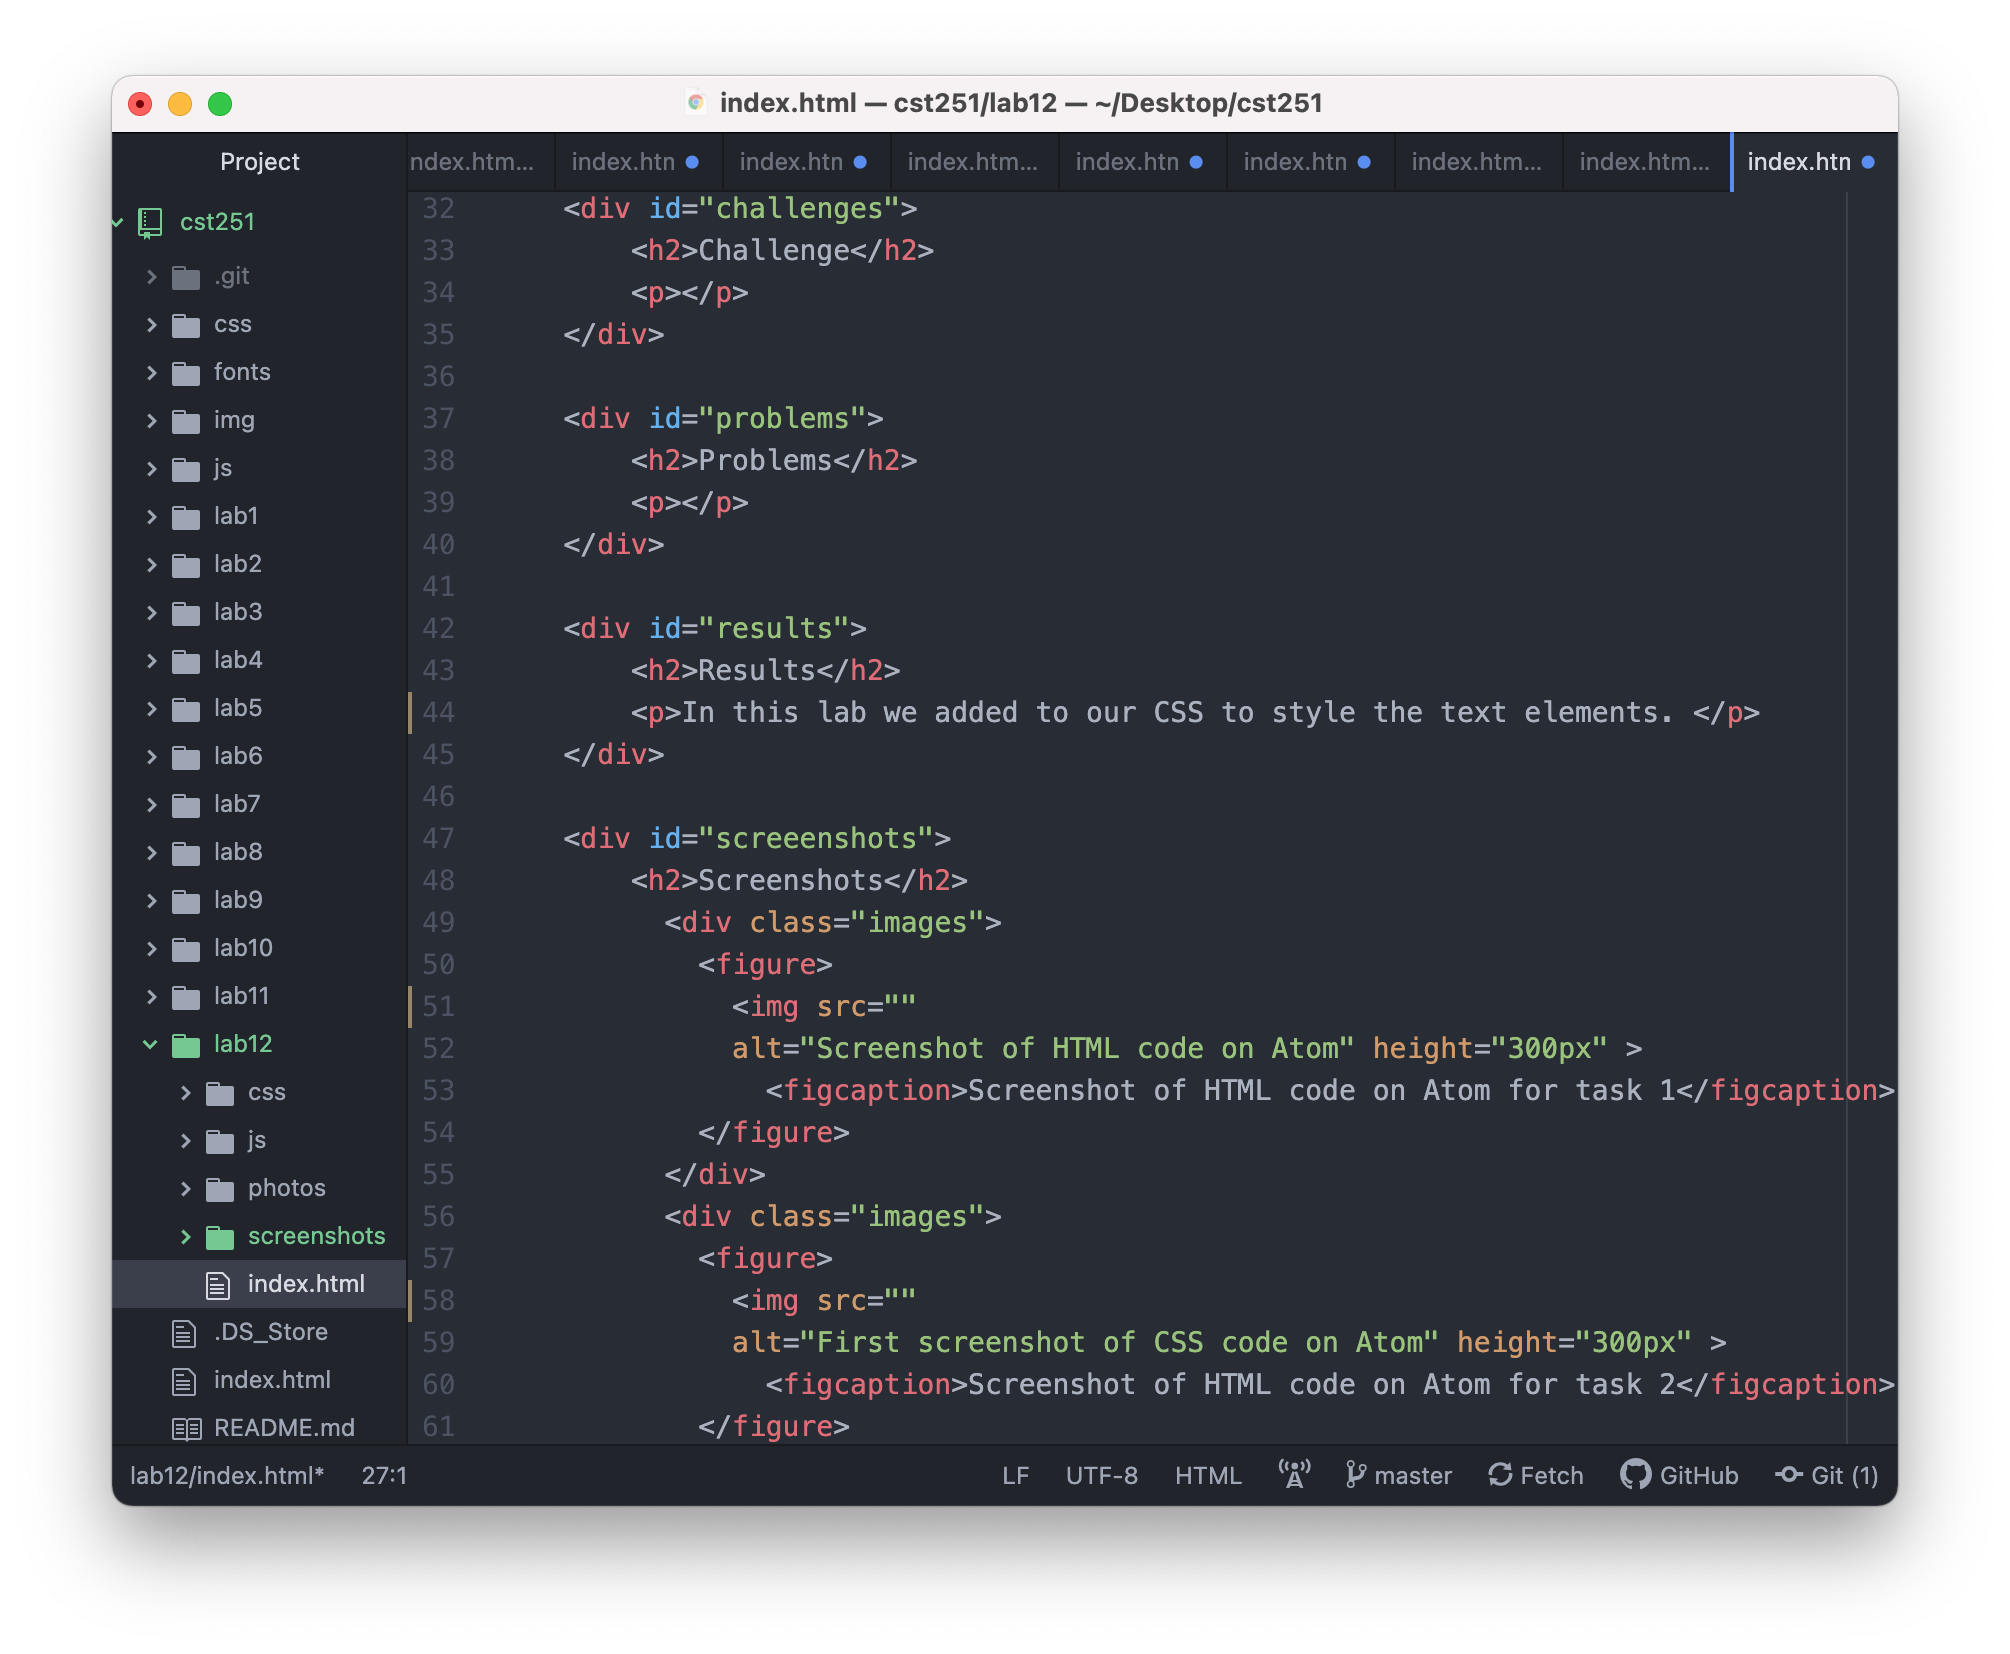 index.html — cst251/lab12 — ~/Desktop/cst251
Project
ndex.htm...
index.htn
index.htn
index.htm...
index.htn
index.htn
index.htm...
index.htm...
index.htn
cst251
.git
css
fonts
img
js
lab1
lab2
lab3
lab4
lab5
lab6
lab7
lab8
lab9
lab10
lab11
lab12
css
js
photos
screenshots
index.html
.DS_Store
index.html
README.md
32 <div id="challenges">
33 <h2>Challenge</h2>
34 <p></p>
35 </div>
36
37 <div id="problems">
38 <h2>Problems</h2>
39 <p></p>
40 </div>
41
42 <div id="results">
43 <h2>Results</h2>
44 <p>In this lab we added to our CSS to style the text elements. </p>
45 </div>
46
47 <div id="screeenshots">
48 <h2>Screenshots</h2>
49 <div class="images">
50 <figure>
51 <img src=""
52 alt="Screenshot of HTML code on Atom" height="300px" >
53 <figcaption>Screenshot of HTML code on Atom for task 1</figcaption>
54 </figure>
55 </div>
56 <div class="images">
57 <figure>
58 <img src=""
59 alt="First screenshot of CSS code on Atom" height="300px" >
60 <figcaption>Screenshot of HTML code on Atom for task 2</figcaption>
61 </figure>
lab12/index.html* 27:1 LF UTF-8 HTML master Fetch GitHub Git (1)